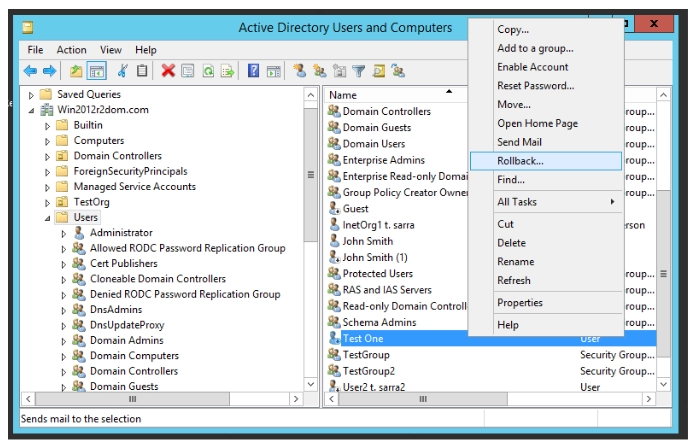 Active Directory Users and Computers
x
File Action View Help
Saved Queries
Win2012r2dom.com
Builtin
Computers
Domain Controllers
ForeignSecurityPrincipals
Managed Service Accounts
TestOrg
Users
Administrator
Allowed RODC Password Replication Group
Cert Publishers
Cloneable Domain Controllers
Denied RODC Password Replication Group
DnsAdmins
DnsUpdateProxy
Domain Admins
Domain Computers
Domain Controllers
Domain Guests
Name
Domain Controllers roup...
Domain Guests roup...
Domain Users roup...
Enterprise Admins roup...
Enterprise Read-only Domai roup...
Group Policy Creator Owner roup...
Guest
InetOrg1 t. sarra erson
John Smith
John Smith (1)
Protected Users roup...
RAS and IAS Servers roup...
Read-only Domain Controll roup...
Schema Admins roup...
Test One User
TestGroup Security Group...
TestGroup2 Security Group...
User2 t. sarra2 User
Copy...
Add to a group...
Enable Account
Reset Password...
Move...
Open Home Page
Send Mail
Rollback...
Find...
All Tasks
Cut
Delete
Rename
Refresh
Properties
Help
Sends mail to the selection